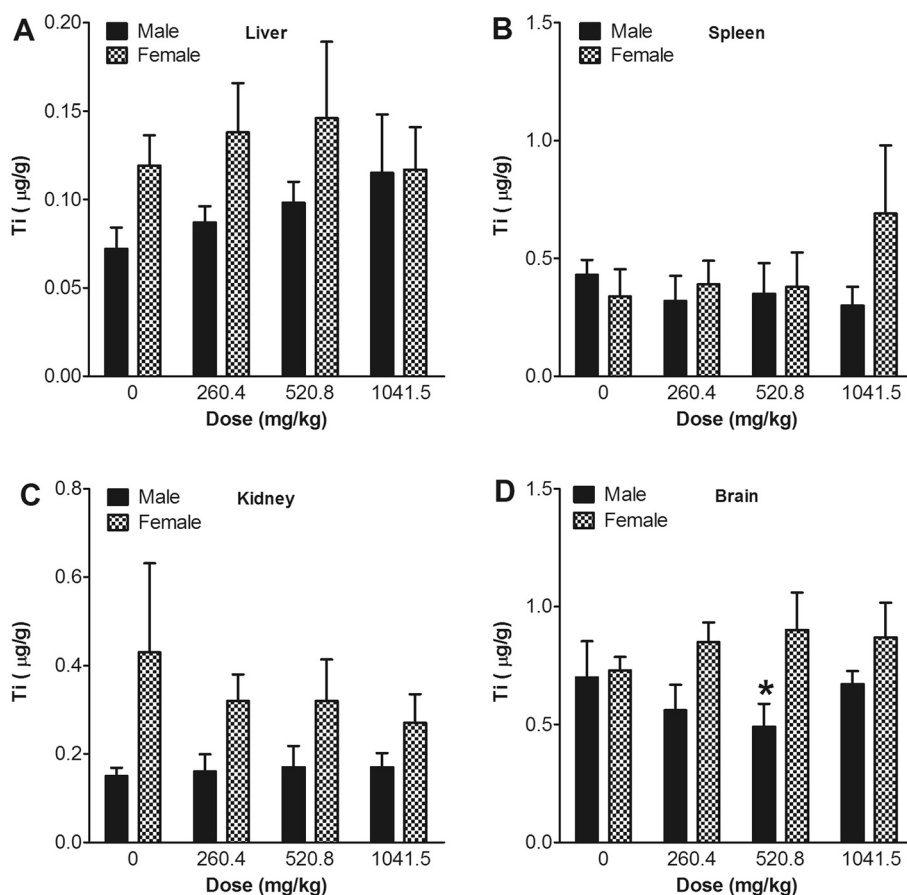 A
Liver
Male
Female
0.20
0.15
0.10
0.05
0.00
Ti ( μg/g)
0 260.4 520.8 1041.5
Dose (mg/kg)
B
Spleen
Male
Female
1.5
1.0
0.5
0.0
Ti ( μg/g)
0 260.4 520.8 1041.5
Dose (mg/kg)
C
Kidney
Male
Female
0.8
0.6
0.4
0.2
0.0
Ti ( μg/g)
0 260.4 520.8 1041.5
Dose (mg/kg)
D
Brain
Male
Female
1.5
1.0
0.5
0.0
Ti ( μg/g)
*
0 260.4 520.8 1041.5
Dose (mg/kg)